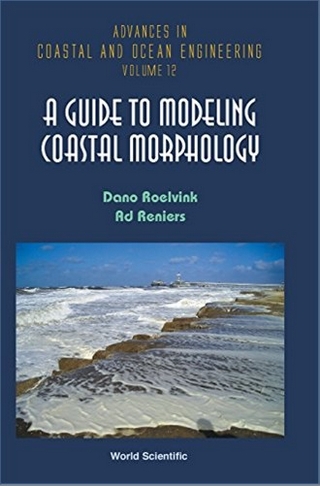 ADVANCES IN
COASTAL AND OCEAN ENGINEERING
VOLUME 12
A GUIDE TO MODELING
COASTAL MORPHOLOGY
Dano Roelvink
Ad Reniers
World Scientific